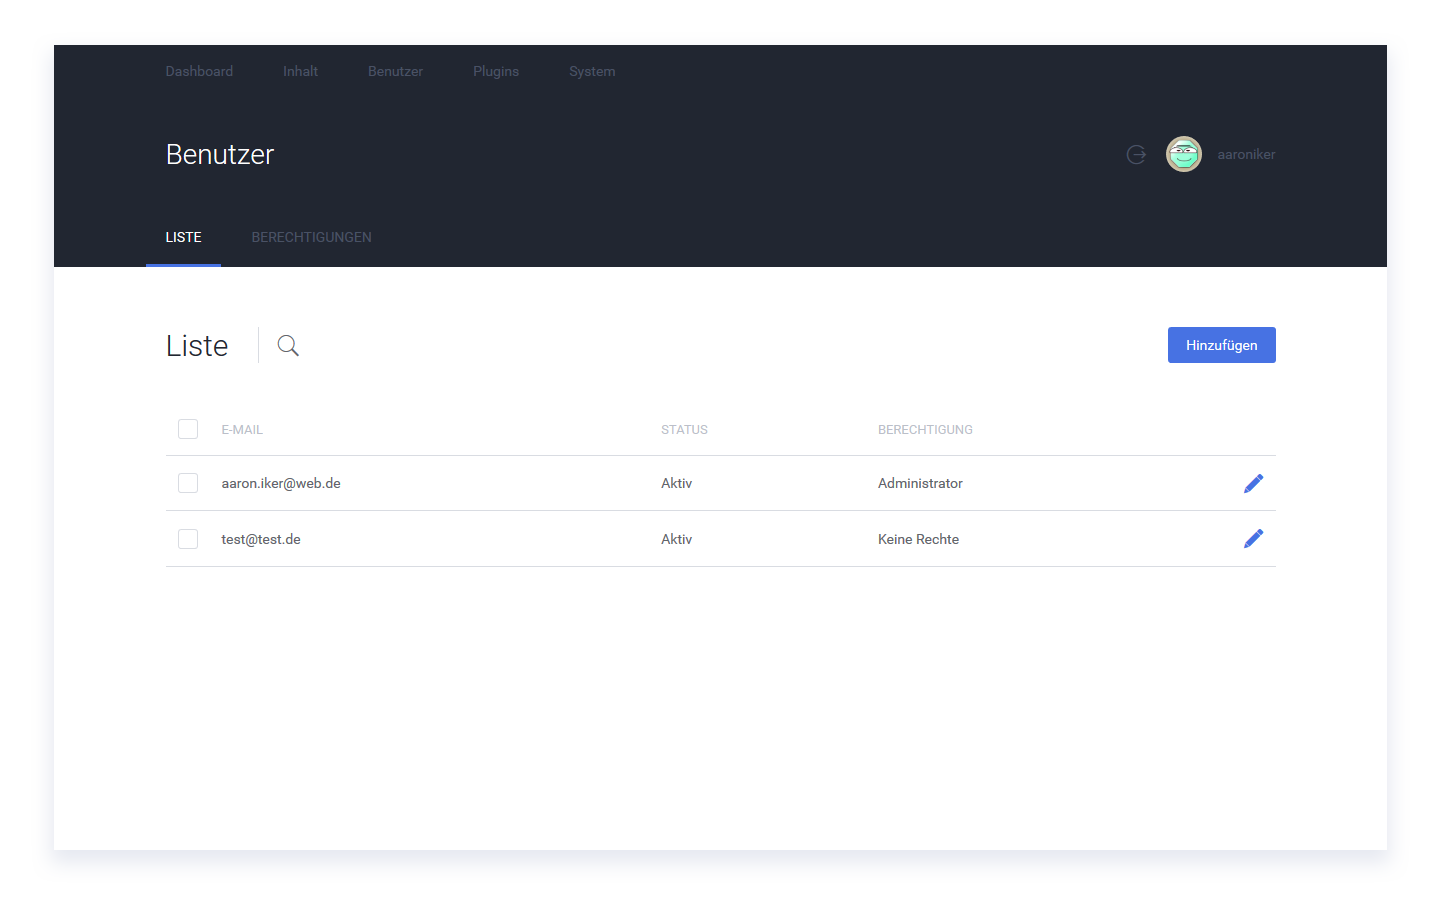 Dashboard Inhalt Benutzer Plugins System
Benutzer
aaroniker
LISTE BERECHTIGUNGEN
Liste
Hinzufügen
E-MAIL STATUS BERECHTIGUNG
aaron.iker@web.de Aktiv Administrator
test@test.de Aktiv Keine Rechte